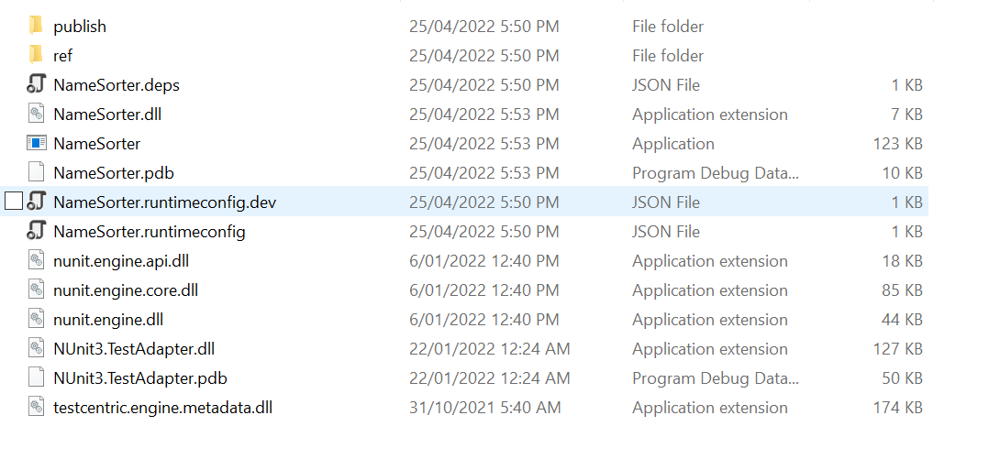 publish 25/04/2022 5:50 PM File folder
ref 25/04/2022 5:50 PM File folder
NameSorter.deps 25/04/2022 5:50 PM JSON File 1 KB
NameSorter.dll 25/04/2022 5:53 PM Application extension 7 KB
NameSorter 25/04/2022 5:53 PM Application 123 KB
NameSorter.pdb 25/04/2022 5:53 PM Program Debug Data... 10 KB
NameSorter.runtimeconfig.dev 25/04/2022 5:50 PM JSON File 1 KB
NameSorter.runtimeconfig 25/04/2022 5:50 PM JSON File 1 KB
nunit.engine.api.dll 6/01/2022 12:40 PM Application extension 18 KB
nunit.engine.core.dll 6/01/2022 12:40 PM Application extension 85 KB
nunit.engine.dll 6/01/2022 12:40 PM Application extension 44 KB
NUnit3.TestAdapter.dll 22/01/2022 12:24 AM Application extension 127 KB
NUnit3.TestAdapter.pdb 22/01/2022 12:24 AM Program Debug Data... 50 KB
testcentric.engine.metadata.dll 31/10/2021 5:40 AM Application extension 174 KB